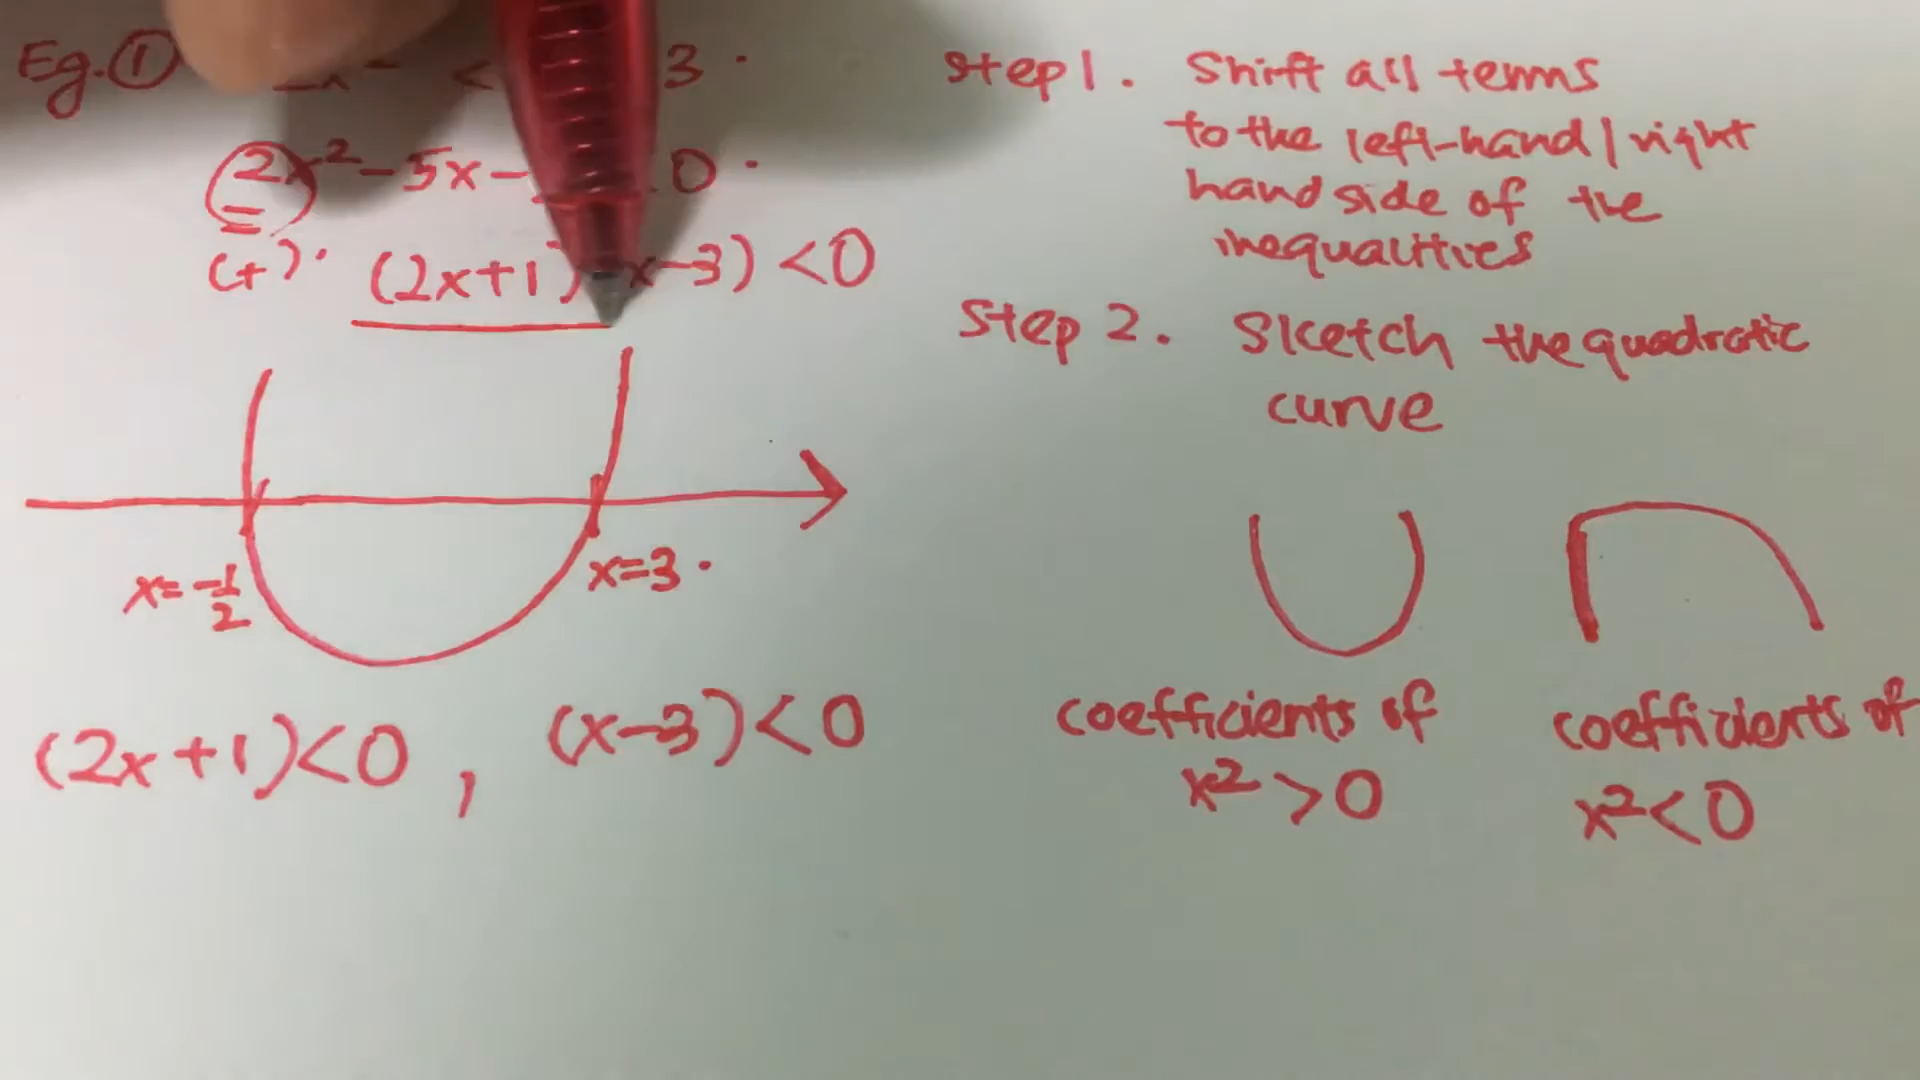 Eg. ① 2x² < 3.
2x² - 5x - < 0.
(+).
(2x+1)(x-3) < 0
x = -1/2
x = 3.
(2x+1) < 0 , (x-3) < 0
Step 1. Shift all terms
to the left-hand / right
hand side of the
inequalities
Step 2. Sketch the quadratic
curve
coefficients of
x² > 0
coefficients of
x² < 0